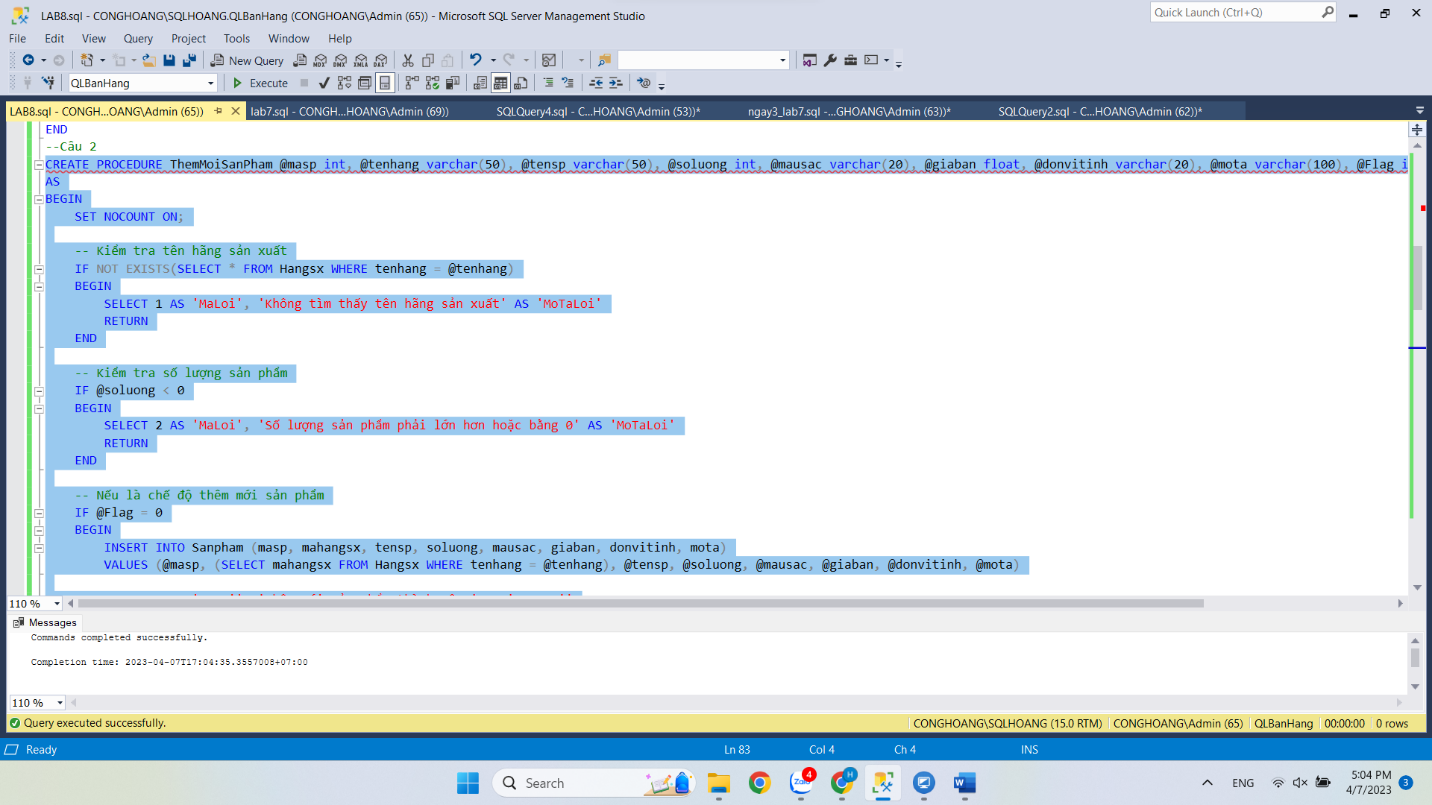 LAB8.sql - CONGHOANG\SQLHOANG.QLBanHang (CONGHOANG\Admin (65)) - Microsoft SQL Server Management Studio
Quick Launch (Ctrl+Q)
File Edit View Query Project Tools Window Help
New Query
QLBanHang Execute
LAB8.sql - CONGH...OANG\Admin (65)) lab7.sql - CONGH...HOANG\Admin (69)) SQLQuery4.sql - C...HOANG\Admin (53))* ngay3_lab7.sql -...GHOANG\Admin (63))* SQLQuery2.sql - C...HOANG\Admin (62))*
END
--Câu 2
CREATE PROCEDURE ThemMoiSanPham @masp int, @tenhang varchar(50), @tensp varchar(50), @soluong int, @mausac varchar(20), @giaban float, @donvitinh varchar(20), @mota varchar(100), @Flag i
AS
BEGIN
SET NOCOUNT ON;
-- Kiểm tra tên hãng sản xuất
IF NOT EXISTS(SELECT * FROM Hangsx WHERE tenhang = @tenhang)
BEGIN
SELECT 1 AS 'MaLoi', 'Không tìm thấy tên hãng sản xuất' AS 'MoTaLoi'
RETURN
END
-- Kiểm tra số lượng sản phẩm
IF @soluong < 0
BEGIN
SELECT 2 AS 'MaLoi', 'Số lượng sản phẩm phải lớn hơn hoặc bằng 0' AS 'MoTaLoi'
RETURN
END
-- Nếu là chế độ thêm mới sản phẩm
IF @Flag = 0
BEGIN
INSERT INTO Sanpham (masp, mahangsx, tensp, soluong, mausac, giaban, donvitinh, mota)
VALUES (@masp, (SELECT mahangsx FROM Hangsx WHERE tenhang = @tenhang), @tensp, @soluong, @mausac, @giaban, @donvitinh, @mota)
110 %
Messages
Commands completed successfully.
Completion time: 2023-04-07T17:04:35.3557008+07:00
110 %
Query executed successfully. CONGHOANG\SQLHOANG (15.0 RTM) CONGHOANG\Admin (65) QLBanHang 00:00:00 0 rows
Ready Ln 83 Col 4 Ch 4 INS
Search Zalo 4 H ENG 5:04 PM 3
4/7/2023